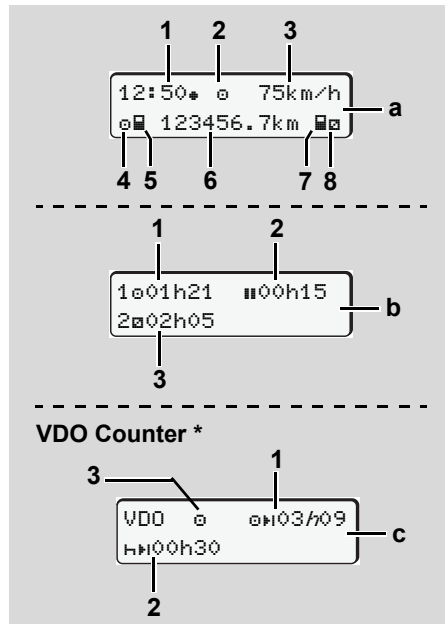 1 2 3
12:50● ⊙ 75km/h
a
⊙ 123456.7km
4 5 6 7 8
1 2
1⊙01h21 00h15
b
2⧄02h05
3
VDO Counter *
1
3
VDO ⊙ ⊙03h09
c
00h30
2